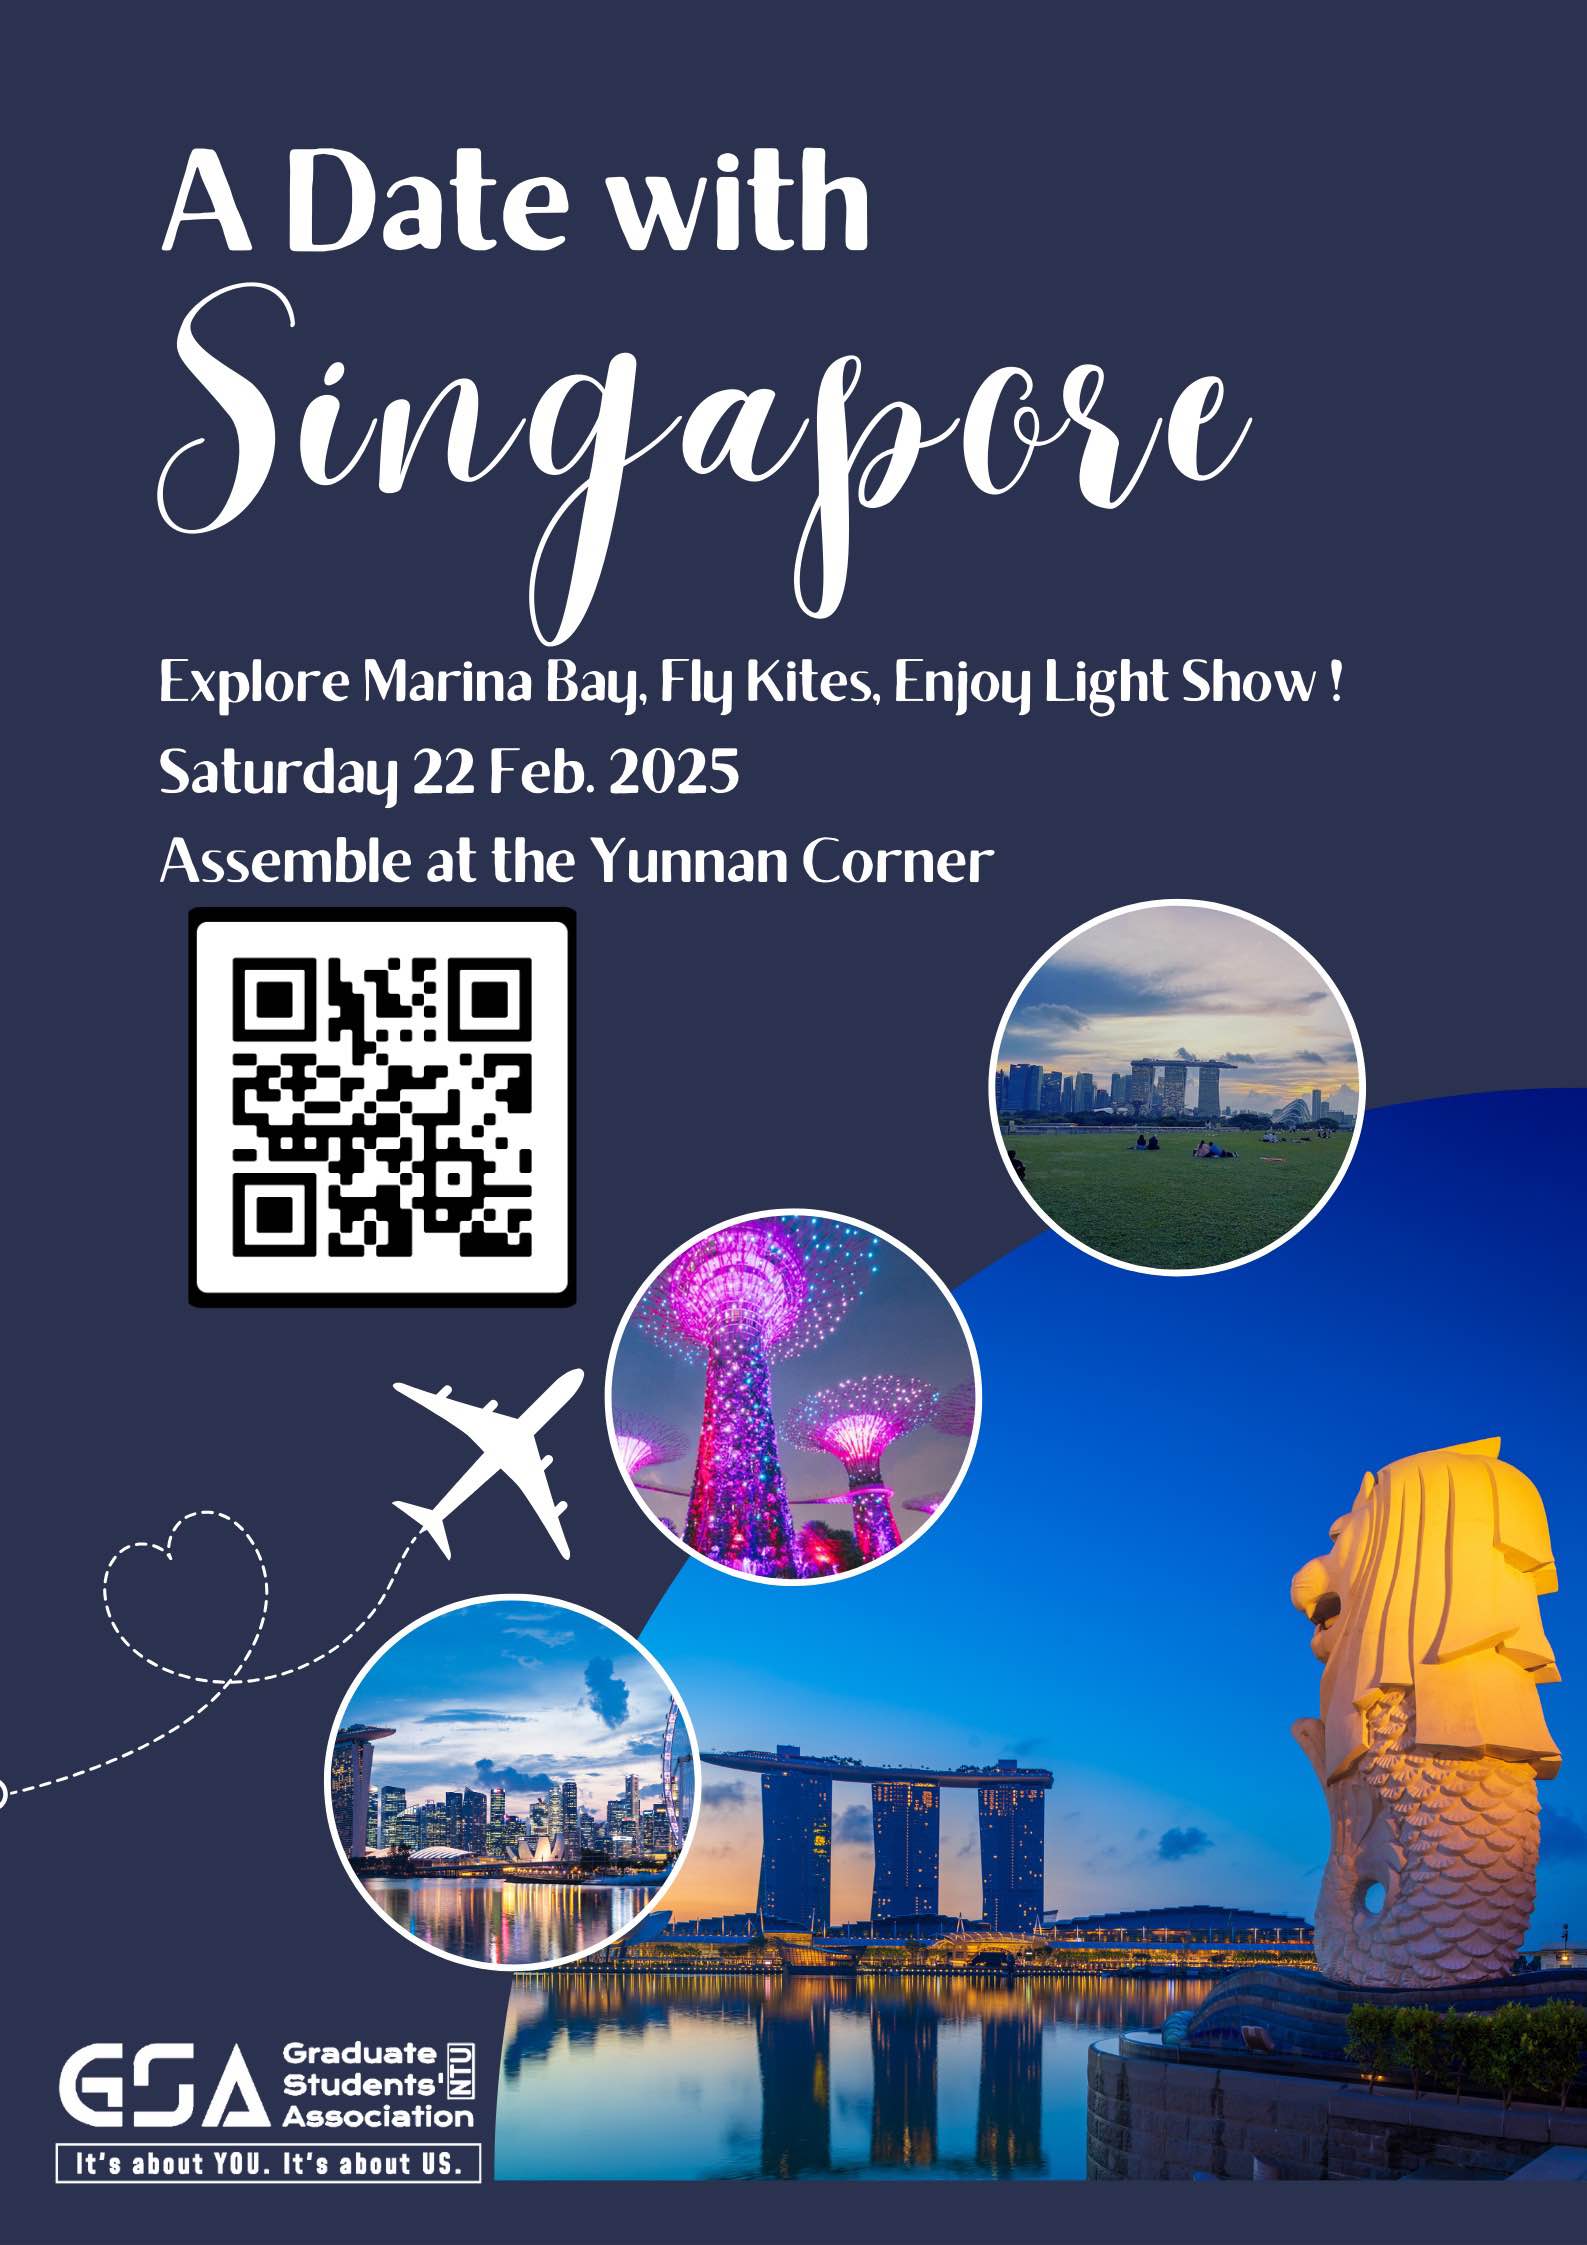 A Date with
Singapore
Explore Marina Bay, Fly Kites, Enjoy Light Show !
Saturday 22 Feb. 2025
Assemble at the Yunnan Corner
GSA
Graduate
Students'
Association
NTU
It's about YOU. It's about US.